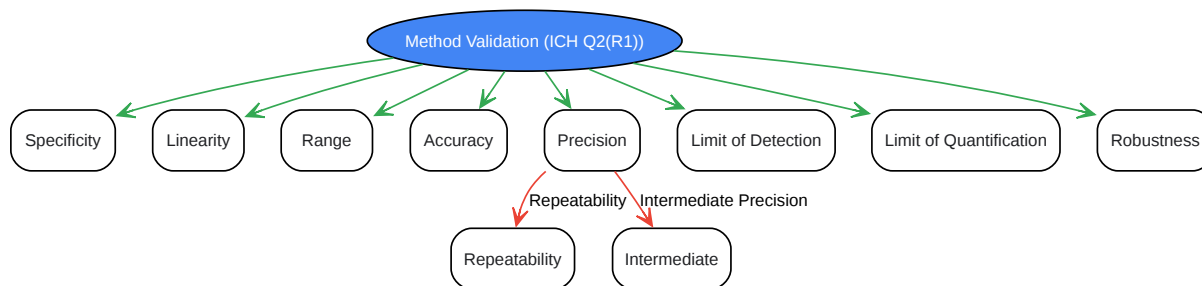 Method Validation (ICH Q2(R1))
Specificity
Linearity
Range
Accuracy
Precision
Limit of Detection
Limit of Quantification
Robustness
Repeatability
Intermediate Precision
Repeatability
Intermediate